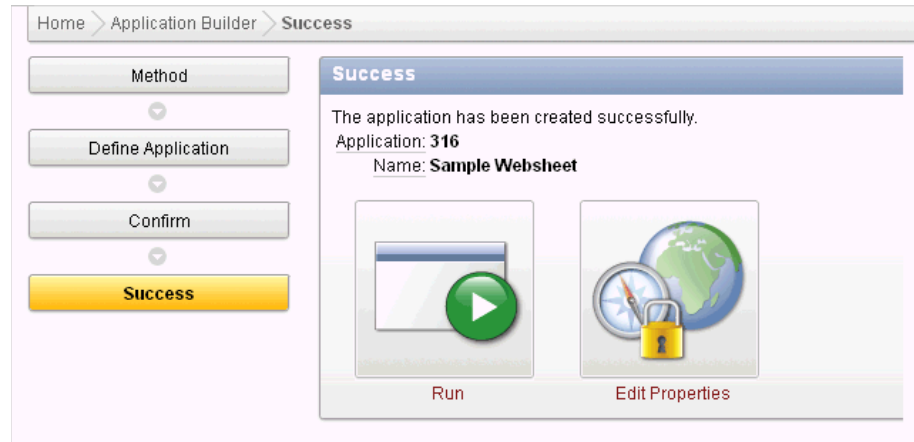 Home Application Builder Success
Method
Define Application
Confirm
Success
Success
The application has been created successfully.
Application: 316
Name: Sample Websheet
Run
Edit Properties